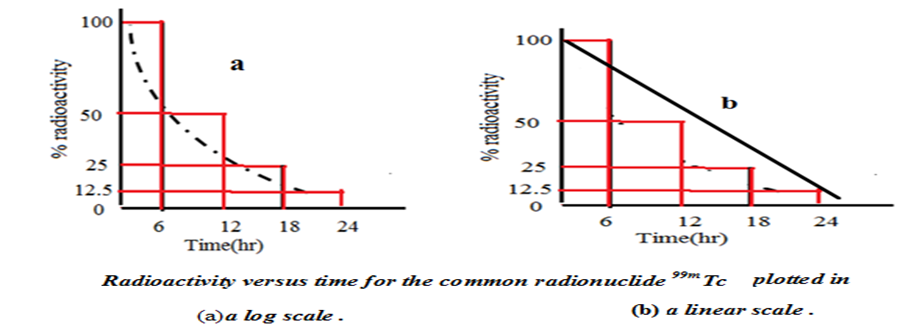 100
50
25
12.5
0
% radioactivity
a
6 12 18 24
Time(hr)
100
50
25
12.5
0
% radioactivity
b
6 12 18 24
Time(hr)
Radioactivity versus time for the common radionuclide ⁹⁹ᵐTc plotted in
(a) a log scale .
(b) a linear scale .